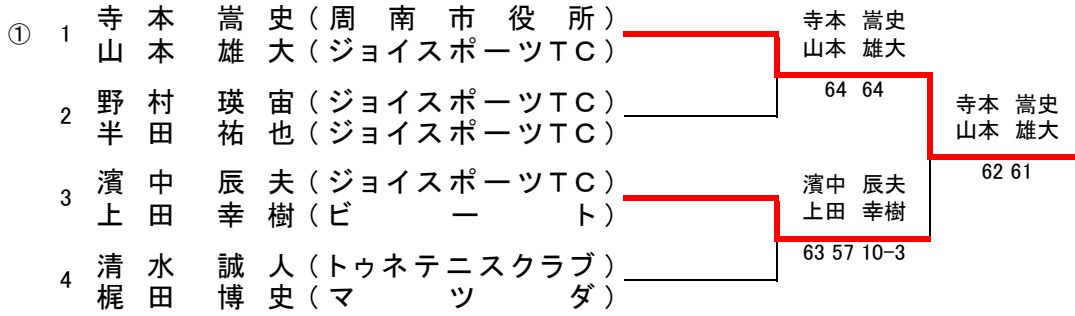 ① 1 寺本 嵩史(周南市役所)
山本 雄大(ジョイスポーツTC)
2 野村 瑛宙(ジョイスポーツTC)
半田 祐也(ジョイスポーツTC)
3 濱中 辰夫(ジョイスポーツTC)
上田 幸樹(ビート)
4 清水 誠人(トゥネテニスクラブ)
梶田 博史(マツダ)
寺本 嵩史
山本 雄大
64 64
濱中 辰夫
上田 幸樹
63 57 10-3
寺本 嵩史
山本 雄大
62 61